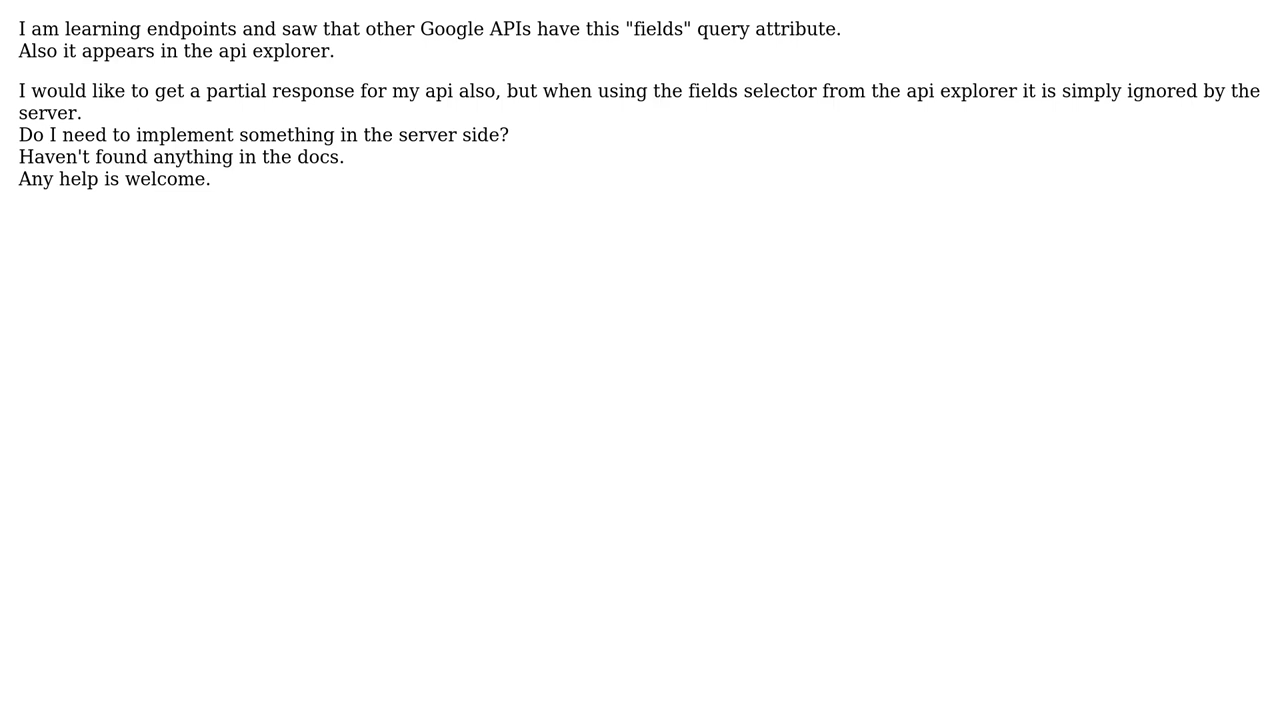 I am learning endpoints and saw that other Google APIs have this "fields" query attribute.
Also it appears in the api explorer.
I would like to get a partial response for my api also, but when using the fields selector from the api explorer it is simply ignored by the
server.
Do I need to implement something in the server side?
Haven't found anything in the docs.
Any help is welcome.